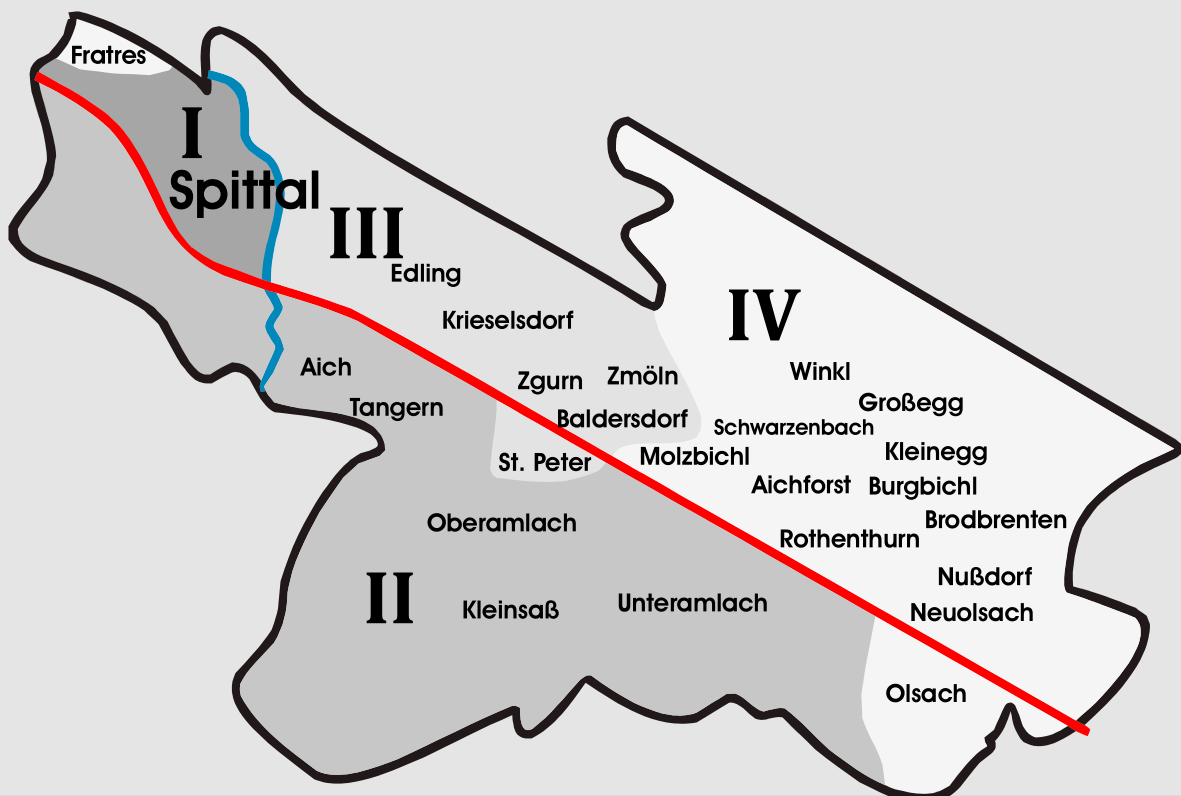 Fratres
I
Spittal
III
Edling
IV
Krieselsdorf
Aich
Zgurn
Zmöln
Winkl
Tangern
Baldersdorf
Großegg
Schwarzenbach
St. Peter
Molzbichl
Kleinegg
Aichforst
Burgbichl
Oberamlach
Brodbrenten
Rothenthurn
II
Kleinsaß
Unteramlach
Nußdorf
Neuolsach
Olsach